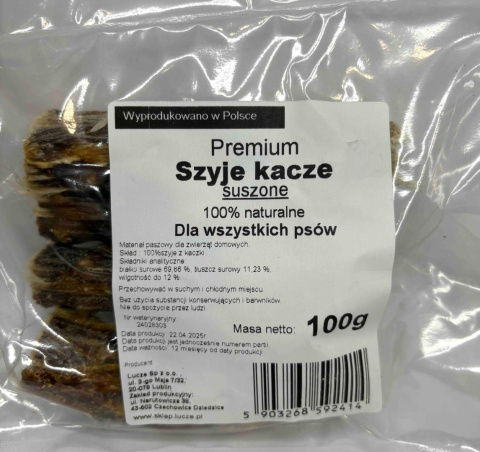 Wyprodukowano w Polsce
Premium
Szyje kacze
suszone
100% naturalne
Dla wszystkich psów
Materiał paszowy dla zwierząt domowych.
Skład : 100%szyje z kaczki
Składniki analityczne:
białko surowe 69,66 %, tłuszcz surowy 11,23 %,
wilgotność do 12 %.
Przechowywać w suchym i chłodnym miejscu
Bez użycia substancji konserwujących i barwników.
Nie do spożycia przez ludzi.
Nr weterynaryjny:
24028303
Data produkcji: 22.04.2025r.
Data produkcji jest jednocześnie numerem partii
Data ważności: 12 miesięcy od daty produkcji
Masa netto: 100g
Producent:
Lucze Sp z o.o.
ul. 3-go Maja 7/32,
20-078 Lublin
Zakład produkcyjny:
ul. Narutowicza 38,
43-502 Czechowice Dziedzice
www.sklep.lucze.pl
5 903268 592414